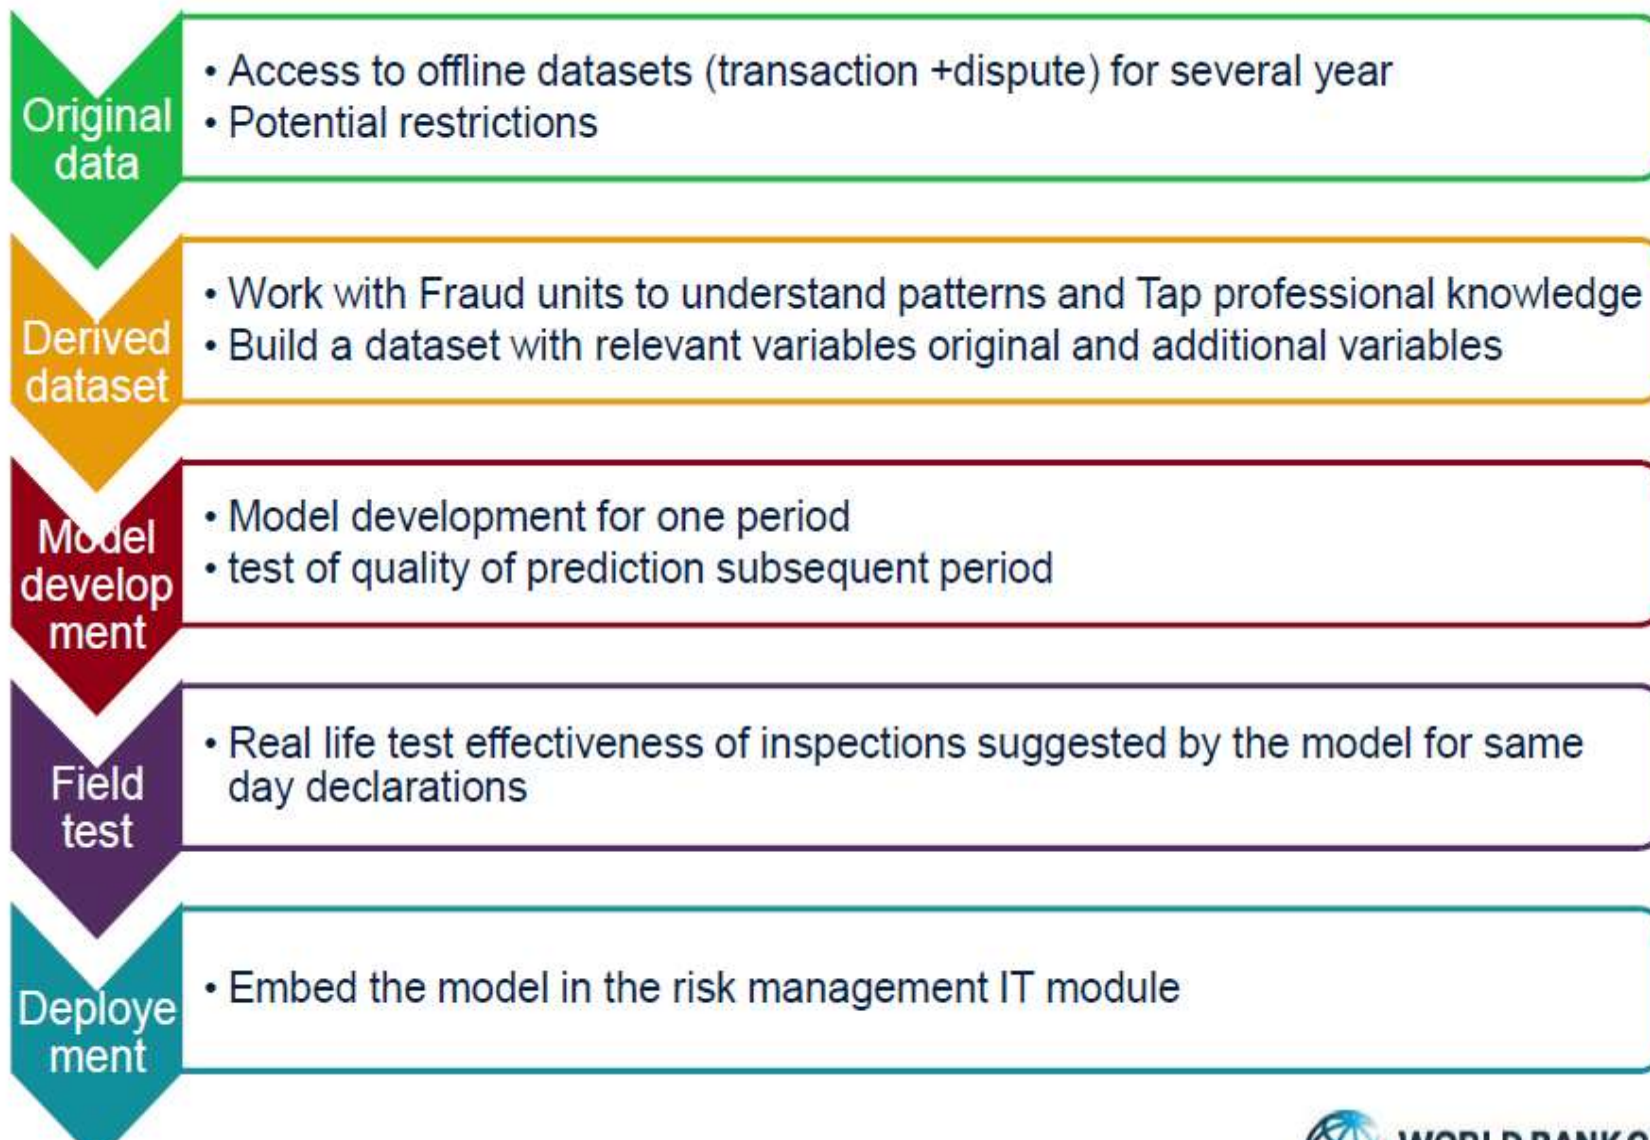 Original
data
• Access to offline datasets (transaction +dispute) for several year
• Potential restrictions
Derived
dataset
• Work with Fraud units to understand patterns and Tap professional knowledge
• Build a dataset with relevant variables original and additional variables
Model
develop
ment
• Model development for one period
• test of quality of prediction subsequent period
Field
test
• Real life test effectiveness of inspections suggested by the model for same
day declarations
Deploye
ment
• Embed the model in the risk management IT module
WORLD BANK